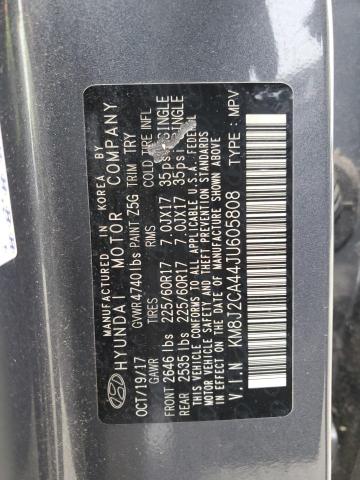 MANUFACTURED IN KOREA BY
HYUNDAI MOTOR COMPANY
OCT/19/17 GVWR 4740 lbs PAINT Z5G TRIM TRY
GAWR TIRES RIMS COLD TIRE INFL
FRONT 2646 lbs 225/60R17 7.0JX17 35psi SINGLE
REAR 2535 lbs 225/60R17 7.0JX17 35psi SINGLE
THIS VEHICLE CONFORMS TO ALL APPLICABLE U.S.A. FEDERAL
MOTOR VEHICLE SAFETY AND THEFT PREVENTION STANDARDS
IN EFFECT ON THE DATE OF MANUFACTURE SHOWN ABOVE.
V.I.N KM8J2CA44JU605808 TYPE : MPV